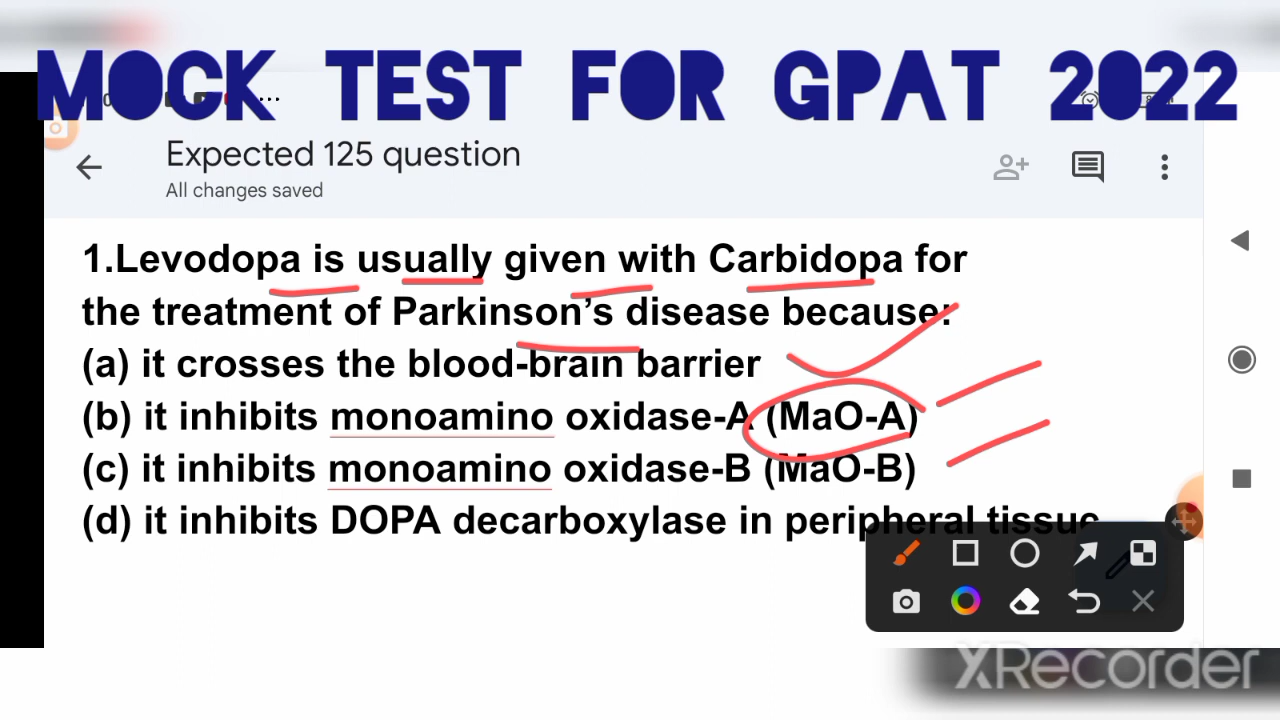 MOCK TEST FOR GPAT 2022
Expected 125 question
All changes saved
1.Levodopa is usually given with Carbidopa for
the treatment of Parkinson's disease because:
(a) it crosses the blood-brain barrier
(b) it inhibits monoamino oxidase-A (MaO-A)
(c) it inhibits monoamino oxidase-B (MaO-B)
(d) it inhibits DOPA decarboxylase in peripheral tissue
XRecorder